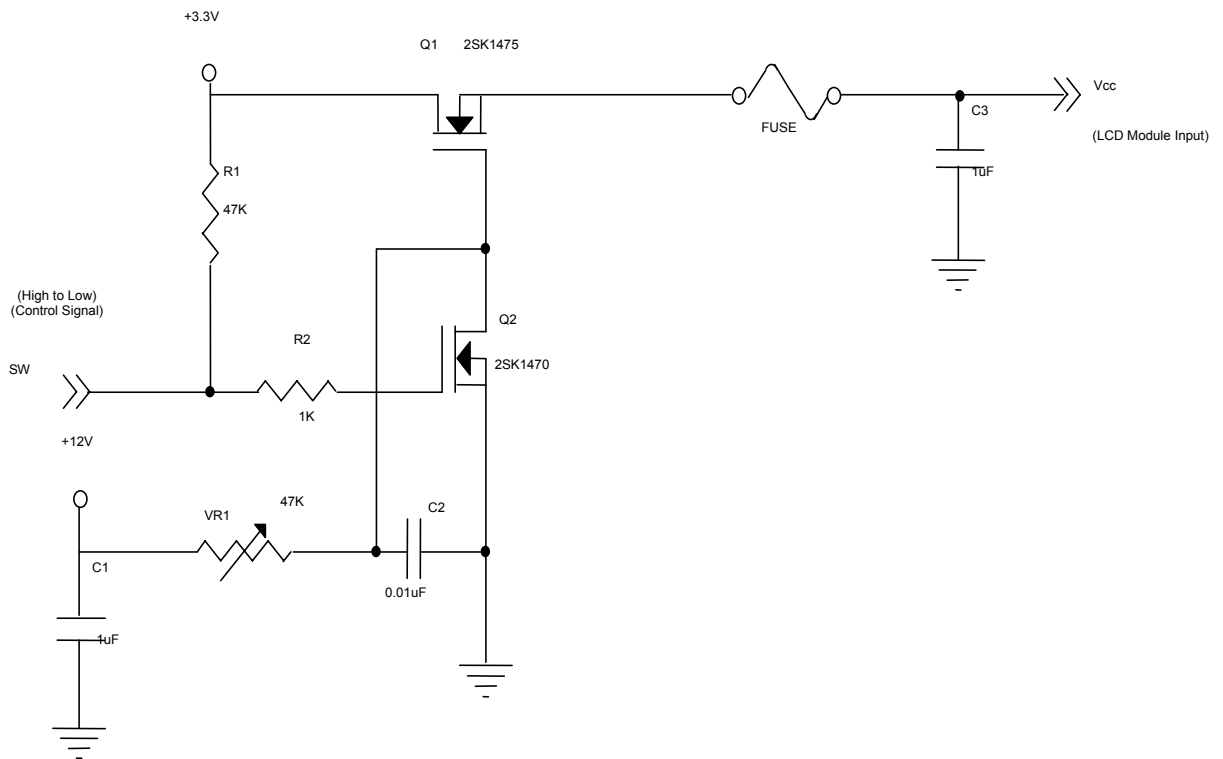 +3.3V
Q1 2SK1475
Vcc
C3
FUSE
(LCD Module Input)
R1
1uF
47K
(High to Low)
(Control Signal)
Q2
R2
2SK1470
SW
1K
+12V
47K
C2
VR1
C1
0.01uF
1uF